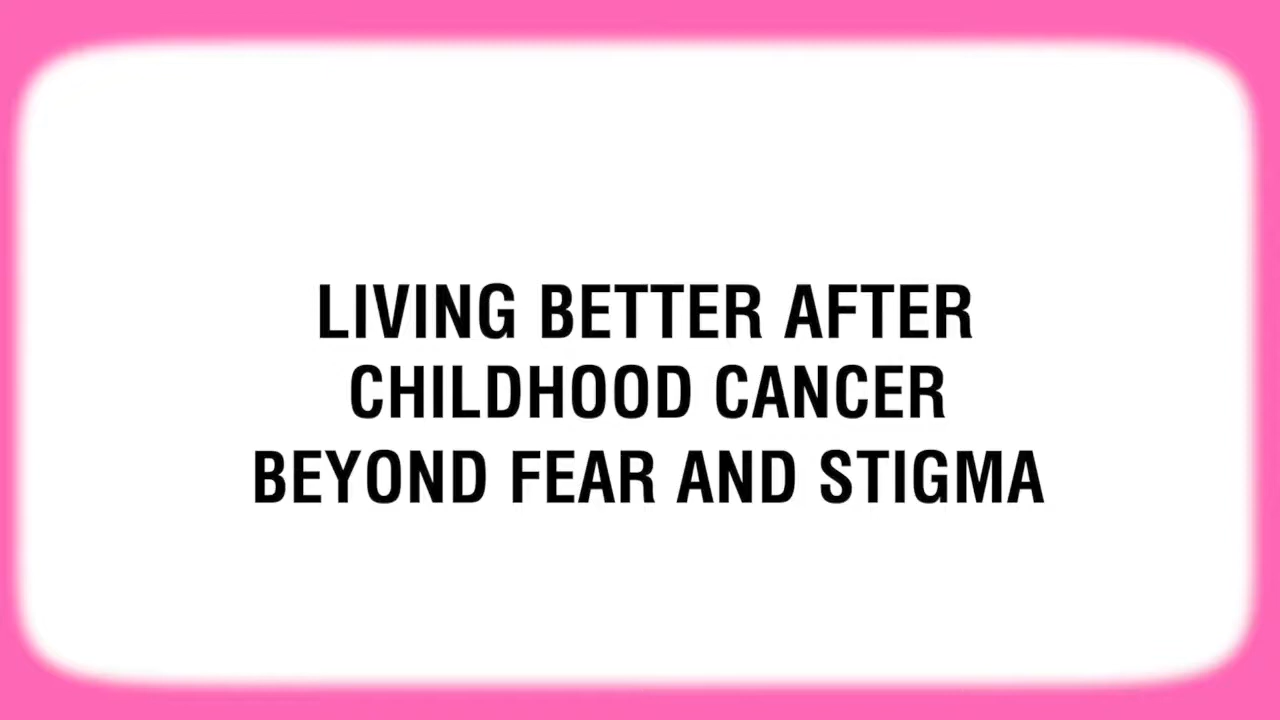 LIVING BETTER AFTER
CHILDHOOD CANCER
BEYOND FEAR AND STIGMA